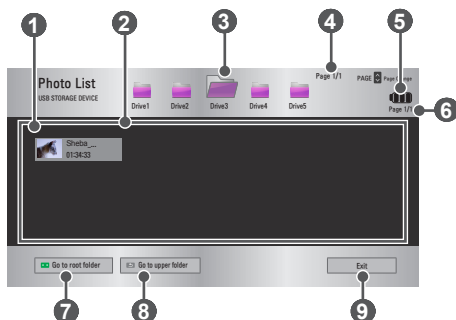 1
2
3
4
5
Photo List
USB STORAGE DEVICE
Drive1
Drive2
Drive3
Drive4
Drive5
Page 1/1
PAGE Page Change
Page 1/1
6
Sheba_...
01:34:33
Go to root folder
Go to upper folder
Exit
7
8
9